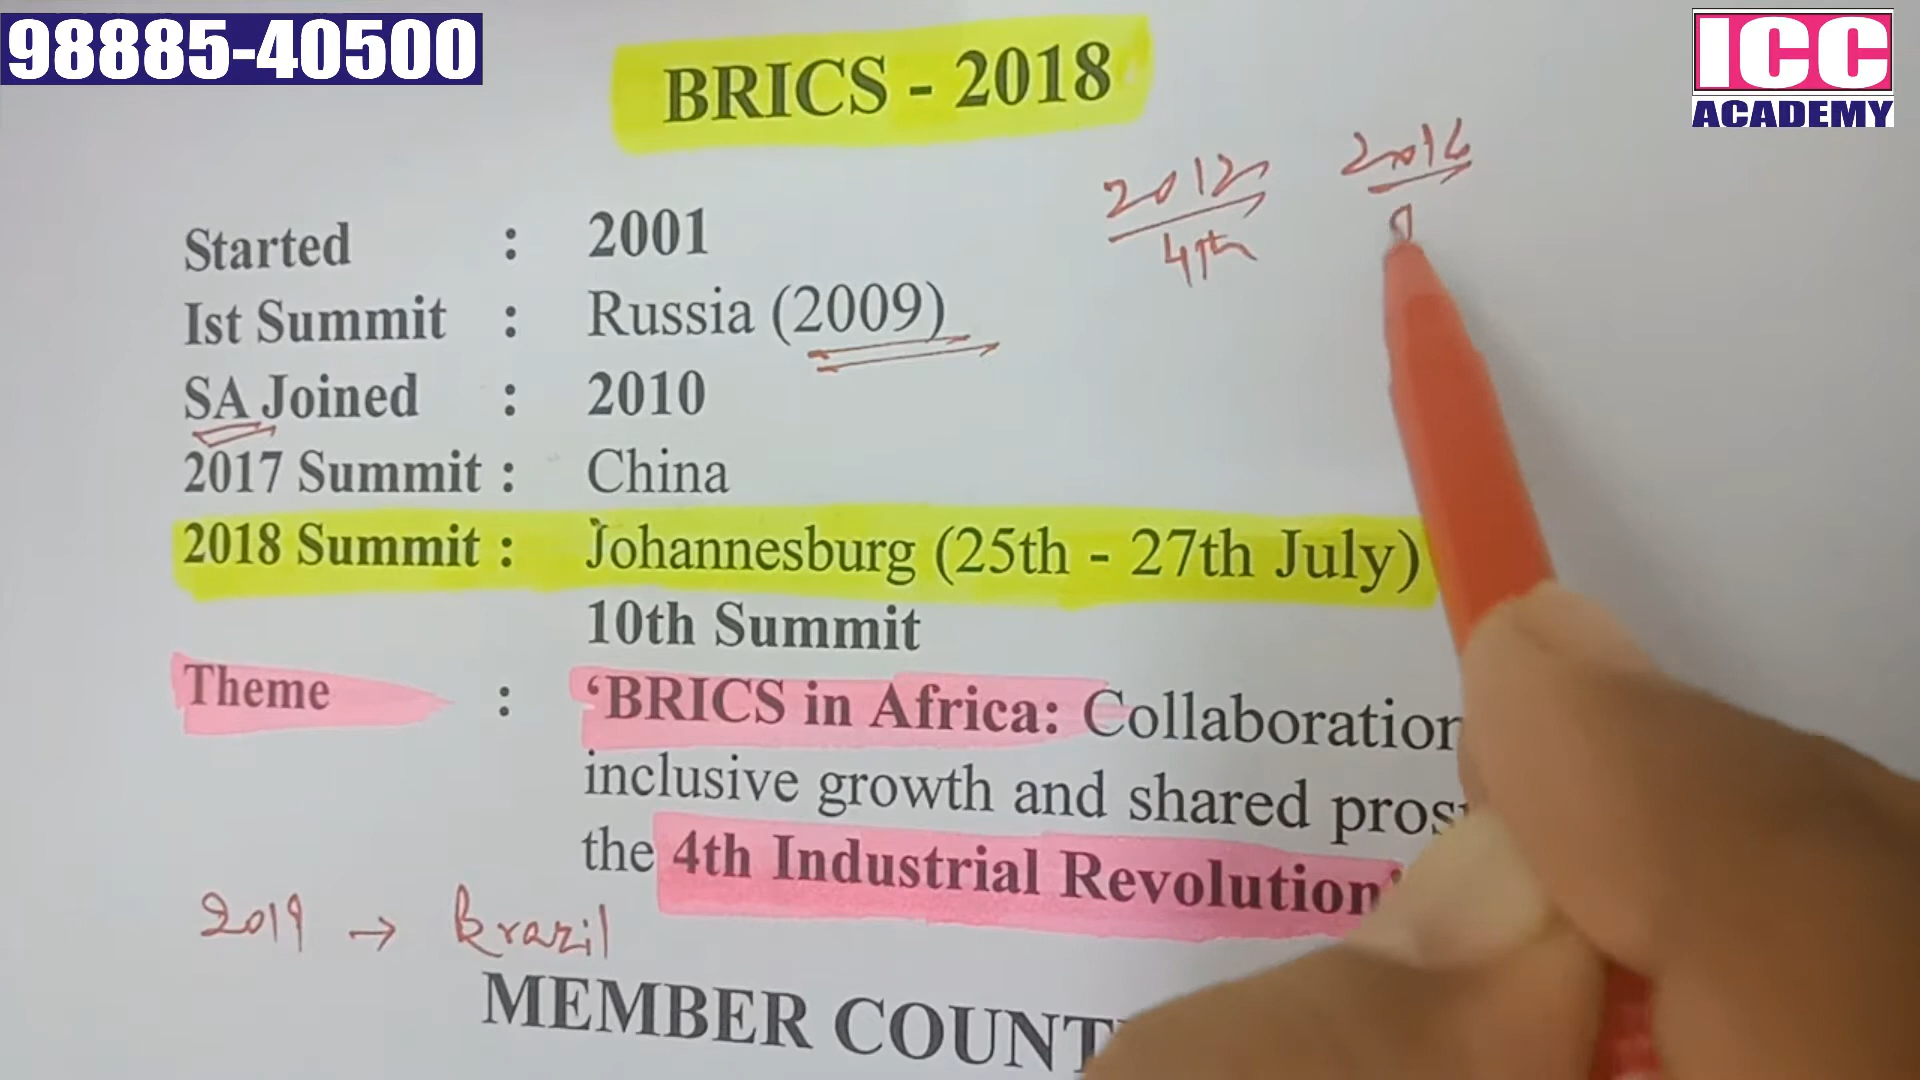 98885-40500
ICC
ACADEMY
BRICS - 2018
2012 2016
4th 8
Started : 2001
Ist Summit : Russia (2009)
SA Joined : 2010
2017 Summit : China
2018 Summit : Johannesburg (25th - 27th July)
10th Summit
Theme : ‘BRICS in Africa: Collaboration
inclusive growth and shared
the 4th Industrial Revolution’
2019 → Brazil
MEMBER